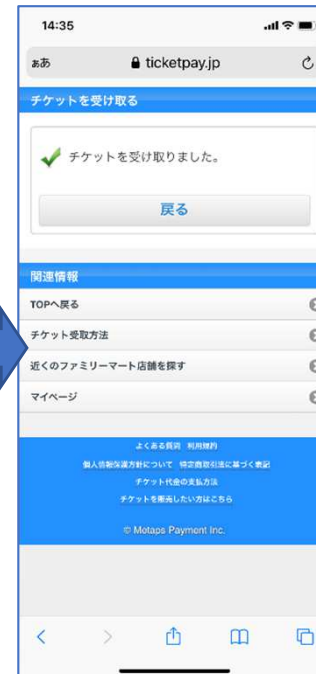 14:35
ぁあ ticketpay.jp
チケットを受け取る
チケットを受け取りました。
戻る
関連情報
TOPへ戻る
チケット受取方法
近くのファミリーマート店舗を探す
マイページ
よくある質問 利用規約
個人情報保護方針について 特定商取引法に基づく表記
チケット代金の支払方法
チケットを販売したい方はこちら
© Metaps Payment Inc.